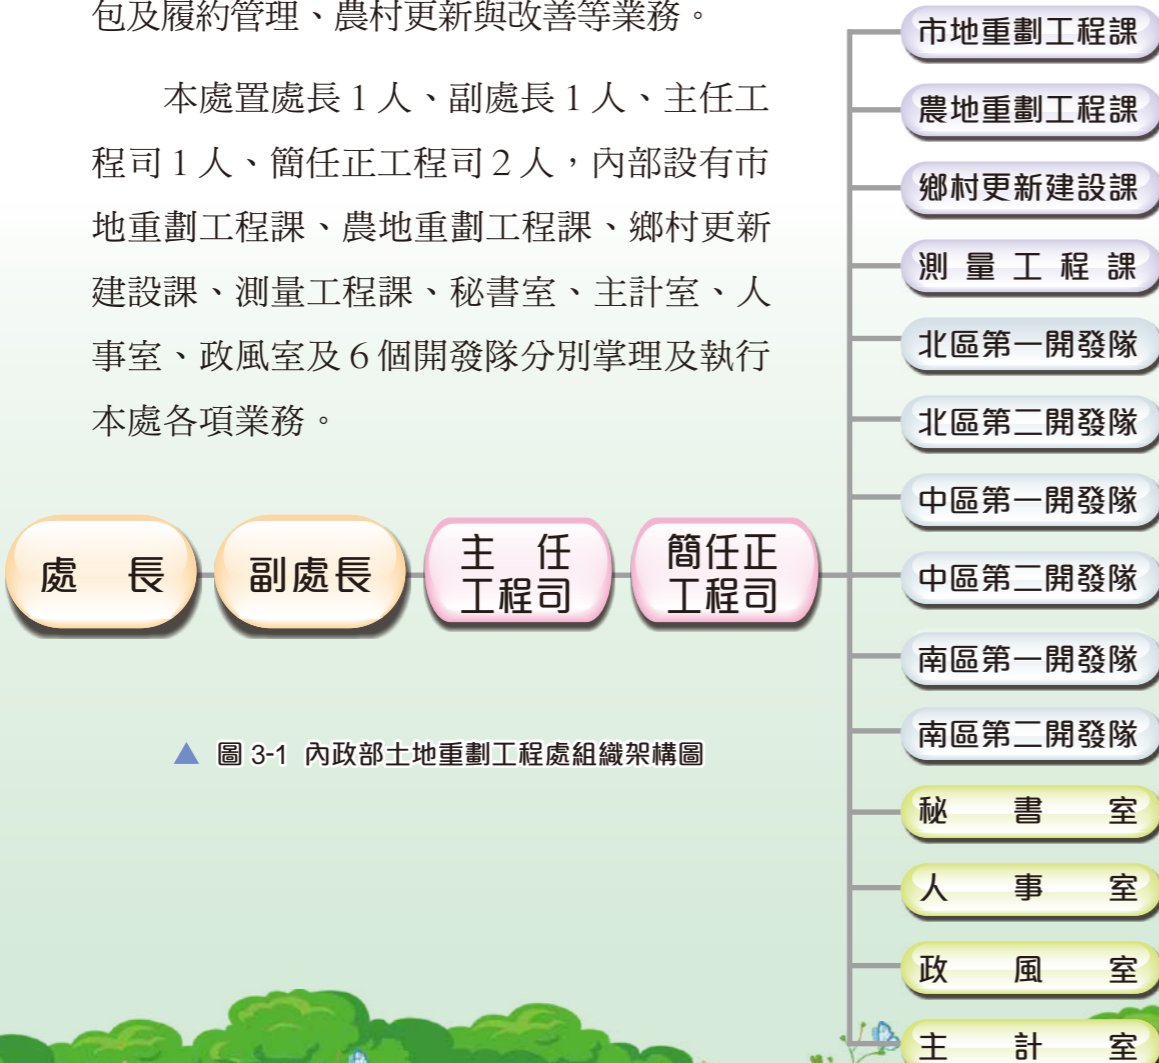 包及履約管理、農村更新與改善等業務。
本處置處長 1 人、副處長 1 人、主任工
程司 1 人、簡任正工程司 2 人，內部設有市
地重劃工程課、農地重劃工程課、鄉村更新
建設課、測量工程課、秘書室、主計室、人
事室、政風室及 6 個開發隊分別掌理及執行
本處各項業務。
處 長
副處長
主 任
工程司
簡任正
工程司
市地重劃工程課
農地重劃工程課
鄉村更新建設課
測 量 工 程 課
北區第一開發隊
北區第二開發隊
中區第一開發隊
中區第二開發隊
南區第一開發隊
南區第二開發隊
秘 書 室
人 事 室
政 風 室
主 計 室
▲ 圖 3-1 內政部土地重劃工程處組織架構圖